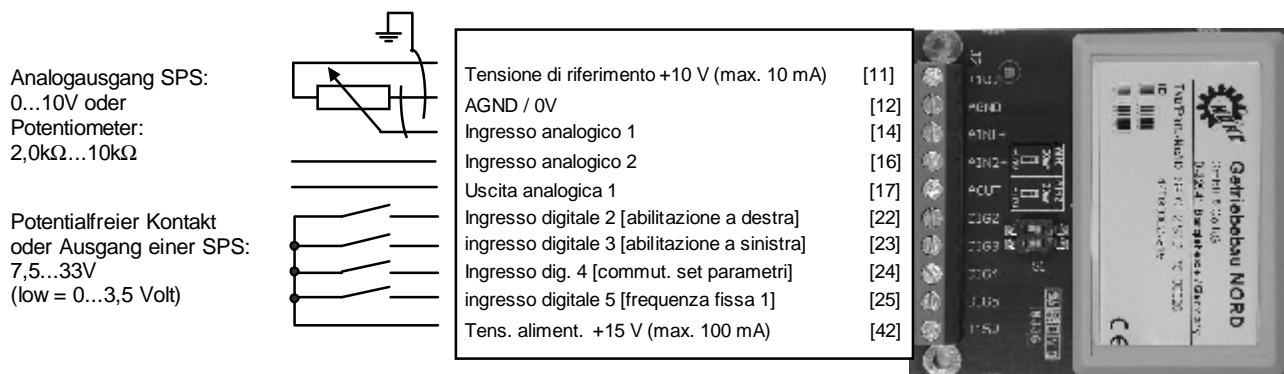 Analogausgang SPS:
0...10V oder
Potentiometer:
2,0kΩ...10kΩ
Potentialfreier Kontakt
oder Ausgang einer SPS:
7,5...33V
(low = 0...3,5 Volt)
Tensione di riferimento +10 V (max. 10 mA) [11]
AGND / 0V [12]
Ingresso analogico 1 [14]
Ingresso analogico 2 [16]
Uscita analogica 1 [17]
Ingresso digitale 2 [abilitazione a destra] [22]
ingresso digitale 3 [abilitazione a sinistra] [23]
Ingresso dig. 4 [commut. set parametri] [24]
ingresso digitale 5 [frequenza fissa 1] [25]
Tens. aliment. +15 V (max. 100 mA) [42]
AGND
AIN1+
AIN2+
AOUT
DIG2
DIG3
DIG4
DIG5
Getriebebau NORD
CE